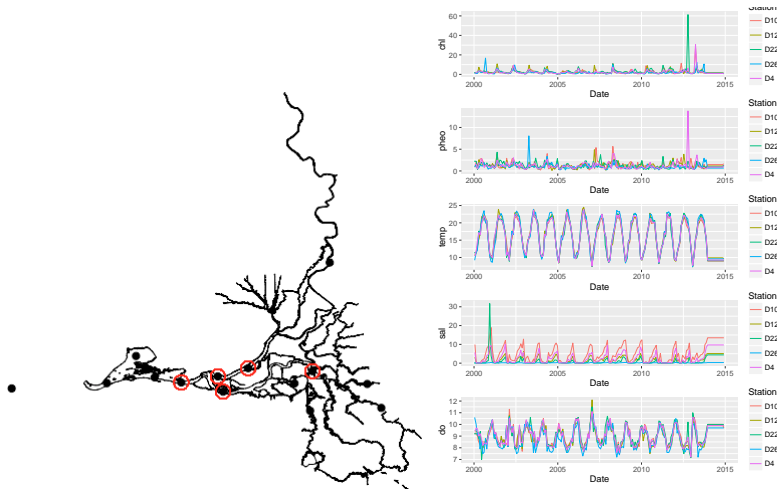 Station
D10
D12
D22
D26
D4
chl
60
40
20
0
2000
2005
2010
2015
Date
Station
D10
D12
D22
D26
D4
pheo
10
5
0
2000
2005
2010
2015
Date
Station
D10
D12
D22
D26
D4
temp
25
20
15
10
2000
2005
2010
2015
Date
Station
D10
D12
D22
D26
D4
sal
30
20
10
0
2000
2005
2010
2015
Date
Station
D10
D12
D22
D26
D4
do
12
11
10
9
8
7
2000
2005
2010
2015
Date